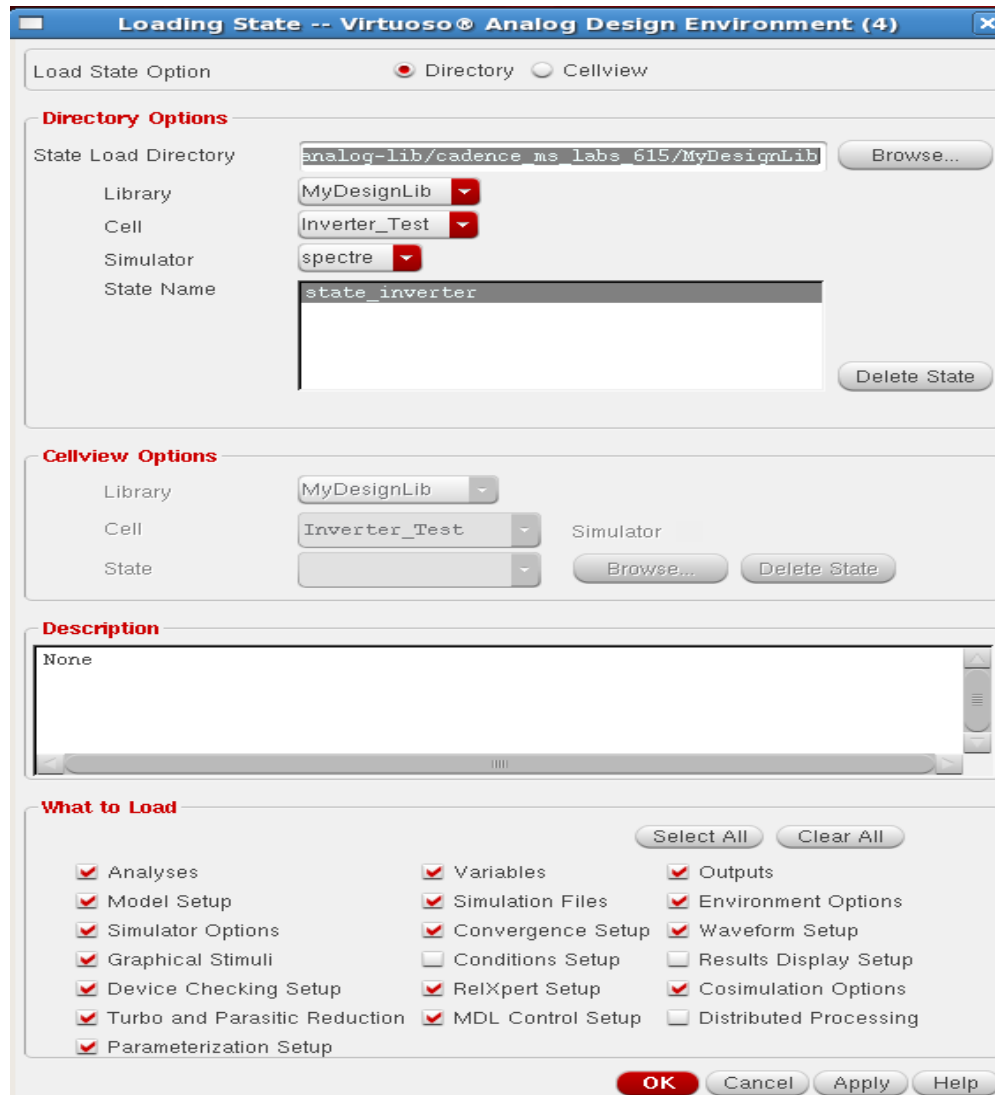 Loading State -- Virtuoso® Analog Design Environment (4)
Load State Option Directory Cellview
Directory Options
State Load Directory analog-lib/cadence_ms_labs_615/MyDesignLib Browse...
Library MyDesignLib
Cell Inverter_Test
Simulator spectre
State Name state_inverter
Delete State
Cellview Options
Library MyDesignLib
Cell Inverter_Test Simulator
State Browse... Delete State
Description
None
What to Load
Select All Clear All
Analyses Variables Outputs
Model Setup Simulation Files Environment Options
Simulator Options Convergence Setup Waveform Setup
Graphical Stimuli Conditions Setup Results Display Setup
Device Checking Setup RelXpert Setup Cosimulation Options
Turbo and Parasitic Reduction MDL Control Setup Distributed Processing
Parameterization Setup
OK Cancel Apply Help